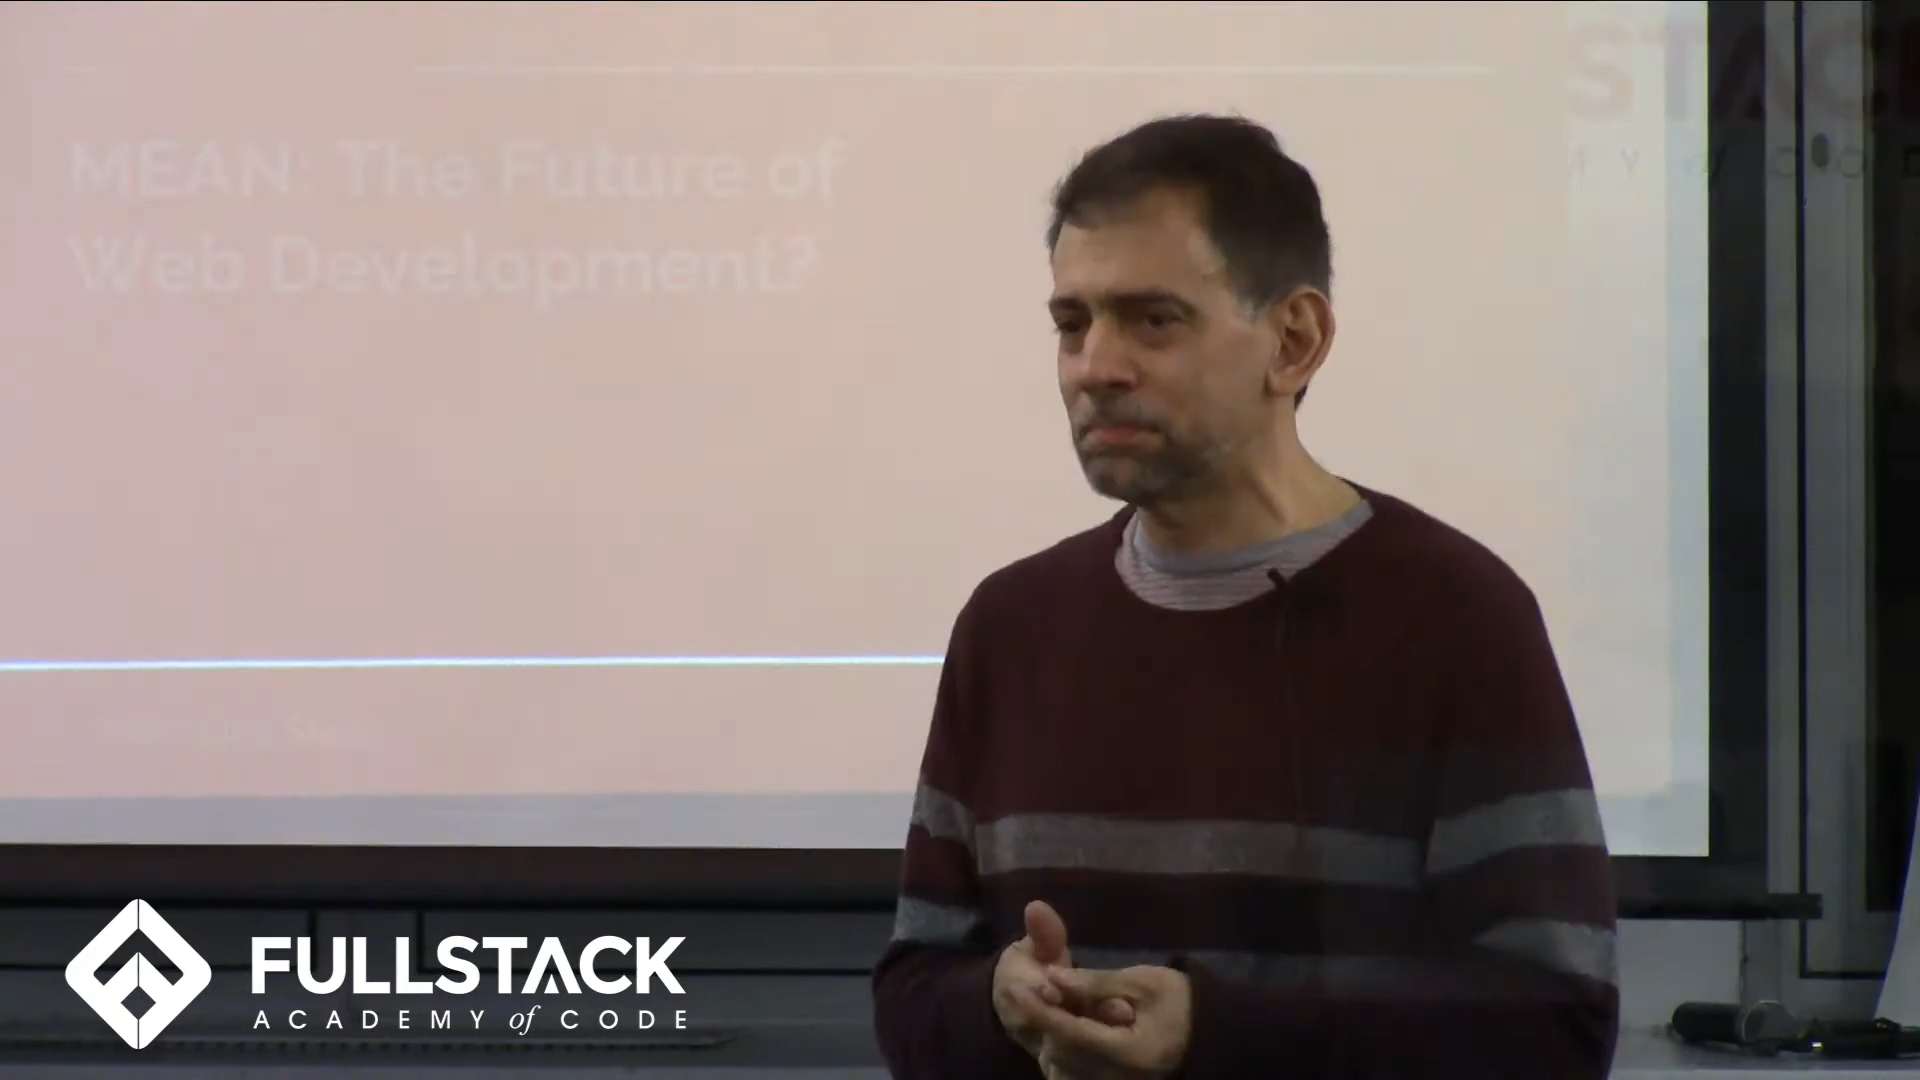 MEAN: The Future of
Web Development?
FULLSTACK
ACADEMY of CODE